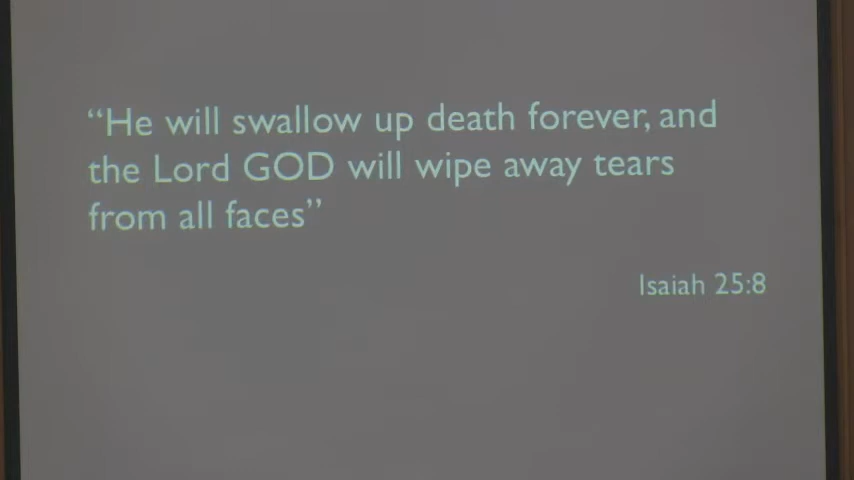 “He will swallow up death forever, and
the Lord GOD will wipe away tears
from all faces”
Isaiah 25:8